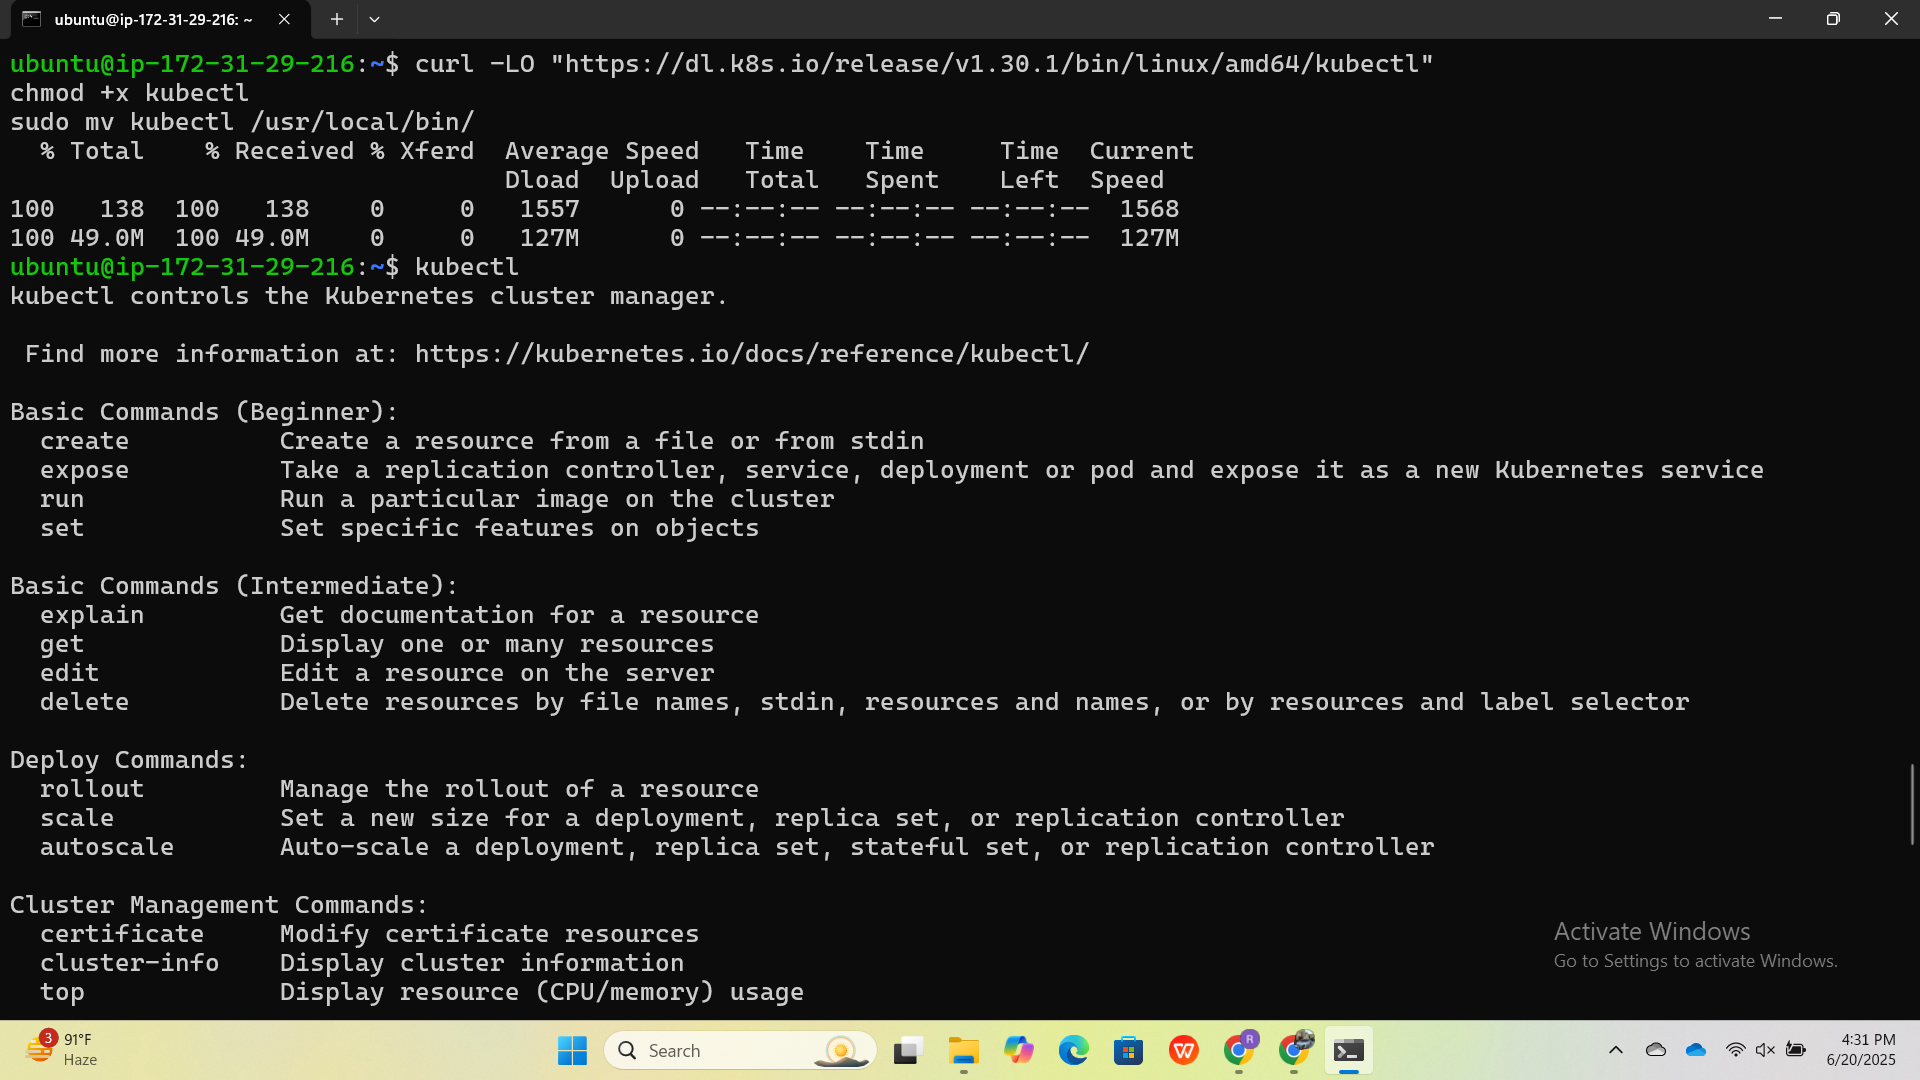 ubuntu@ip-172-31-29-216: ~
ubuntu@ip-172-31-29-216:~$ curl -LO "https://dl.k8s.io/release/v1.30.1/bin/linux/amd64/kubectl"
chmod +x kubectl
sudo mv kubectl /usr/local/bin/
  % Total    % Received % Xferd  Average Speed   Time    Time     Time  Current
                                 Dload  Upload   Total   Spent    Left  Speed
100   138  100   138    0     0   1557      0 --:--:-- --:--:-- --:--:--  1568
100 49.0M  100 49.0M    0     0   127M      0 --:--:-- --:--:-- --:--:--  127M
ubuntu@ip-172-31-29-216:~$ kubectl
kubectl controls the Kubernetes cluster manager.
 Find more information at: https://kubernetes.io/docs/reference/kubectl/
Basic Commands (Beginner):
  create          Create a resource from a file or from stdin
  expose          Take a replication controller, service, deployment or pod and expose it as a new Kubernetes service
  run             Run a particular image on the cluster
  set             Set specific features on objects
Basic Commands (Intermediate):
  explain         Get documentation for a resource
  get             Display one or many resources
  edit            Edit a resource on the server
  delete          Delete resources by file names, stdin, resources and names, or by resources and label selector
Deploy Commands:
  rollout         Manage the rollout of a resource
  scale           Set a new size for a deployment, replica set, or replication controller
  autoscale       Auto-scale a deployment, replica set, stateful set, or replication controller
Cluster Management Commands:
  certificate     Modify certificate resources
  cluster-info    Display cluster information
  top             Display resource (CPU/memory) usage
Activate Windows
Go to Settings to activate Windows.
3
91°F
Haze
Search
R
4:31 PM
6/20/2025